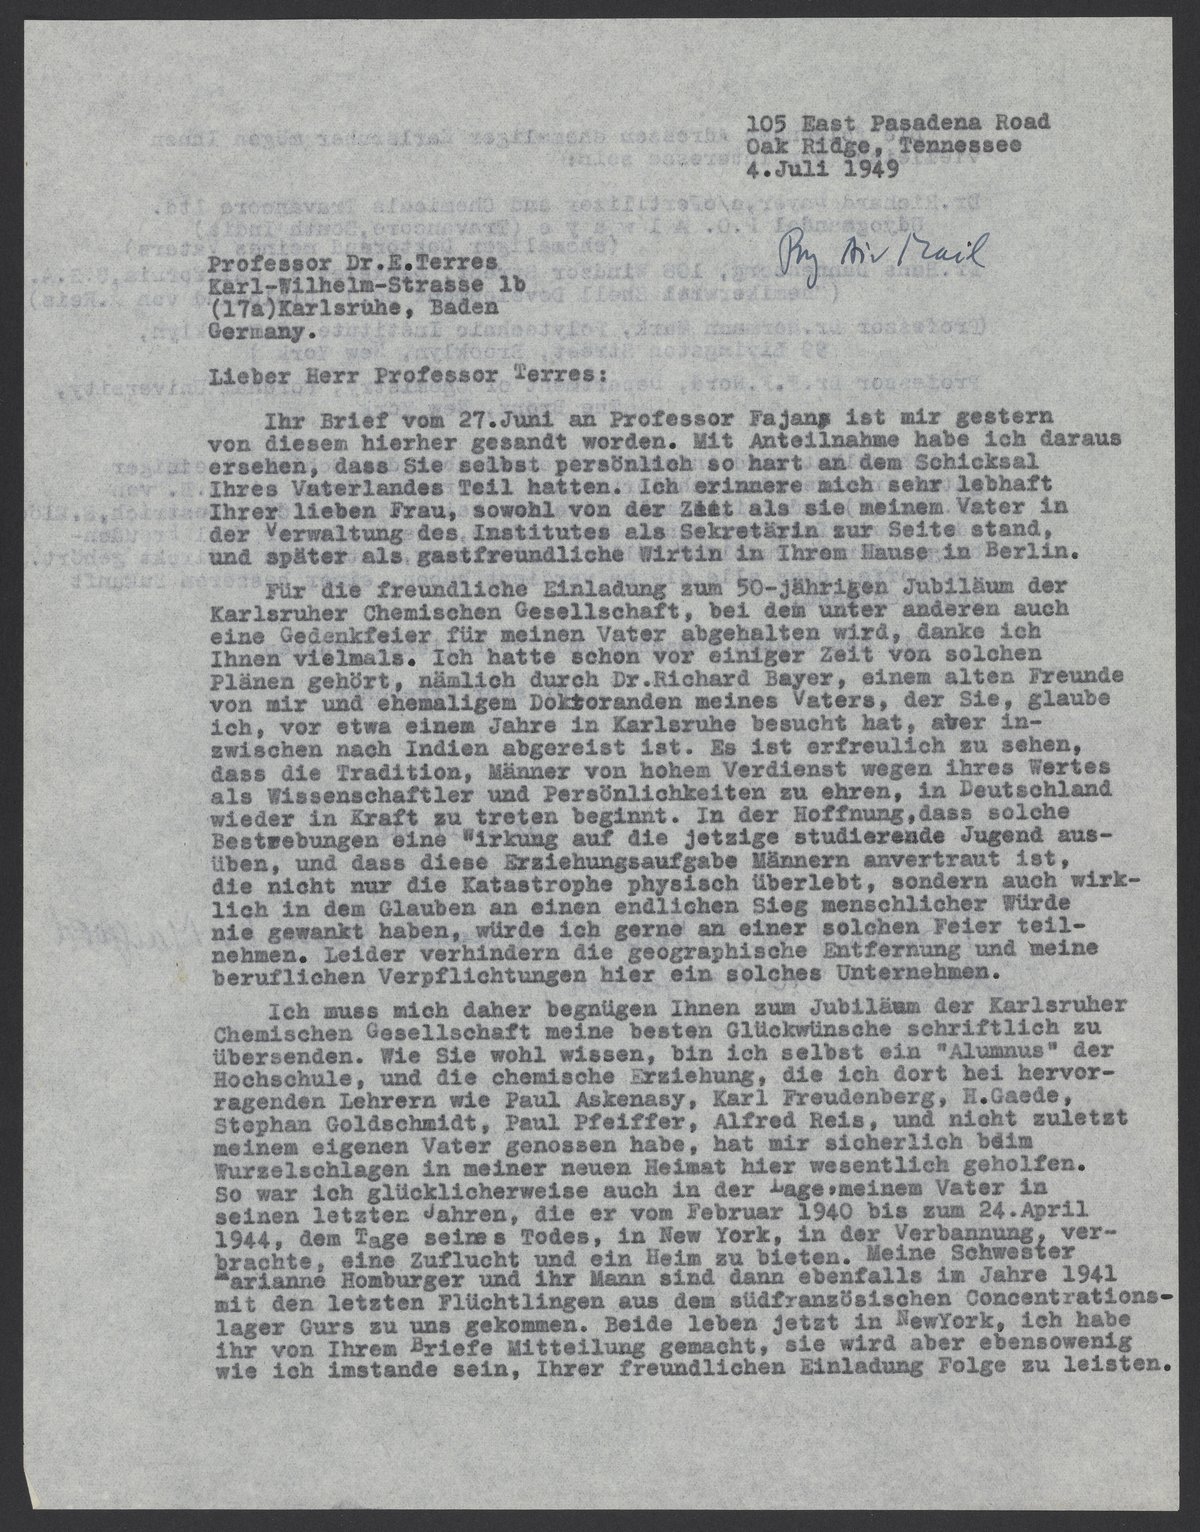 105 East Pasadena Road
Oak Ridge, Tennessee
4.Juli 1949
By Air Mail
Professor Dr.E.Terres
Karl-Wilhelm-Strasse 1b
(17a)Karlsruhe, Baden
Germany.
Lieber Herr Professor Terres:
Ihr Brief vom 27.Juni an Professor Fajans ist mir gestern
von diesem hierher gesandt worden. Mit Anteilnahme habe ich daraus
ersehen, dass Sie selbst persönlich so hart an dem Schicksal
Ihres Vaterlandes Teil hatten. Ich erinnere mich sehr lebhaft
Ihrer lieben Frau, sowohl von der Zeit als sie meinem Vater in
der Verwaltung des Institutes als Sekretärin zur Seite stand,
und später als gastfreundliche Wirtin in Ihrem Hause in Berlin.
Für die freundliche Einladung zum 50-jährigen Jubiläum der
Karlsruher Chemischen Gesellschaft, bei dem unter anderen auch
eine Gedenkfeier für meinen Vater abgehalten wird, danke ich
Ihnen vielmals. Ich hatte schon vor einiger Zeit von solchen
Plänen gehört, nämlich durch Dr.Richard Bayer, einem alten Freunde
von mir und ehemaligem Doktoranden meines Vaters, der Sie, glaube
ich, vor etwa einem Jahre in Karlsruhe besucht hat, aber in-
zwischen nach Indien abgereist ist. Es ist erfreulich zu sehen,
dass die Tradition, Männer von hohem Verdienst wegen ihres Wertes
als Wissenschaftler und Persönlichkeiten zu ehren, in Deutschland
wieder in Kraft zu treten beginnt. In der Hoffnung,dass solche
Bestrebungen eine Wirkung auf die jetzige studierende Jugend aus-
üben, und dass diese Erziehungsaufgabe Männern anvertraut ist,
die nicht nur die Katastrophe physisch überlebt, sondern auch wirk-
lich in dem Glauben an einen endlichen Sieg menschlicher Würde
nie gewankt haben, würde ich gerne an einer solchen Feier teil-
nehmen. Leider verhindern die geographische Entfernung und meine
beruflichen Verpflichtungen hier ein solches Unternehmen.
Ich muss mich daher begnügen Ihnen zum Jubiläum der Karlsruher
Chemischen Gesellschaft meine besten Glückwünsche schriftlich zu
übersenden. Wie Sie wohl wissen, bin ich selbst ein "Alumnus" der
Hochschule, und die chemische Erziehung, die ich dort bei hervor-
ragenden Lehrern wie Paul Askenasy, Karl Freudenberg, H.Gaede,
Stephan Goldschmidt, Paul Pfeiffer, Alfred Reis, und nicht zuletzt
meinem eigenen Vater genossen habe, hat mir sicherlich beim
Wurzelschlagen in meiner neuen Heimat hier wesentlich geholfen.
So war ich glücklicherweise auch in der Lage,meinem Vater in
seinen letzten Jahren, die er vom Februar 1940 bis zum 24.April
1944, dem Tage seines Todes, in New York, in der Verbannung, ver-
brachte, eine Zuflucht und ein Heim zu bieten. Meine Schwester
Marianne Homburger und ihr Mann sind dann ebenfalls im Jahre 1941
mit den letzten Flüchtlingen aus dem südfranzösischen Concentrations-
lager Gurs zu uns gekommen. Beide leben jetzt in NewYork, ich habe
ihr von Ihrem Briefe Mitteilung gemacht, sie wird aber ebensowenig
wie ich imstande sein, Ihrer freundlichen Einladung Folge zu leisten.